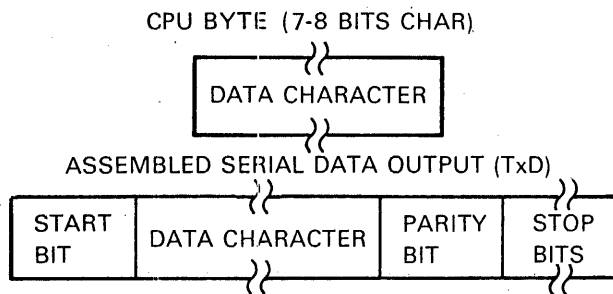 CPU BYTE (7-8 BITS CHAR)
DATA CHARACTER
ASSEMBLED SERIAL DATA OUTPUT (TxD)
START BIT
DATA CHARACTER
PARITY BIT
STOP BITS